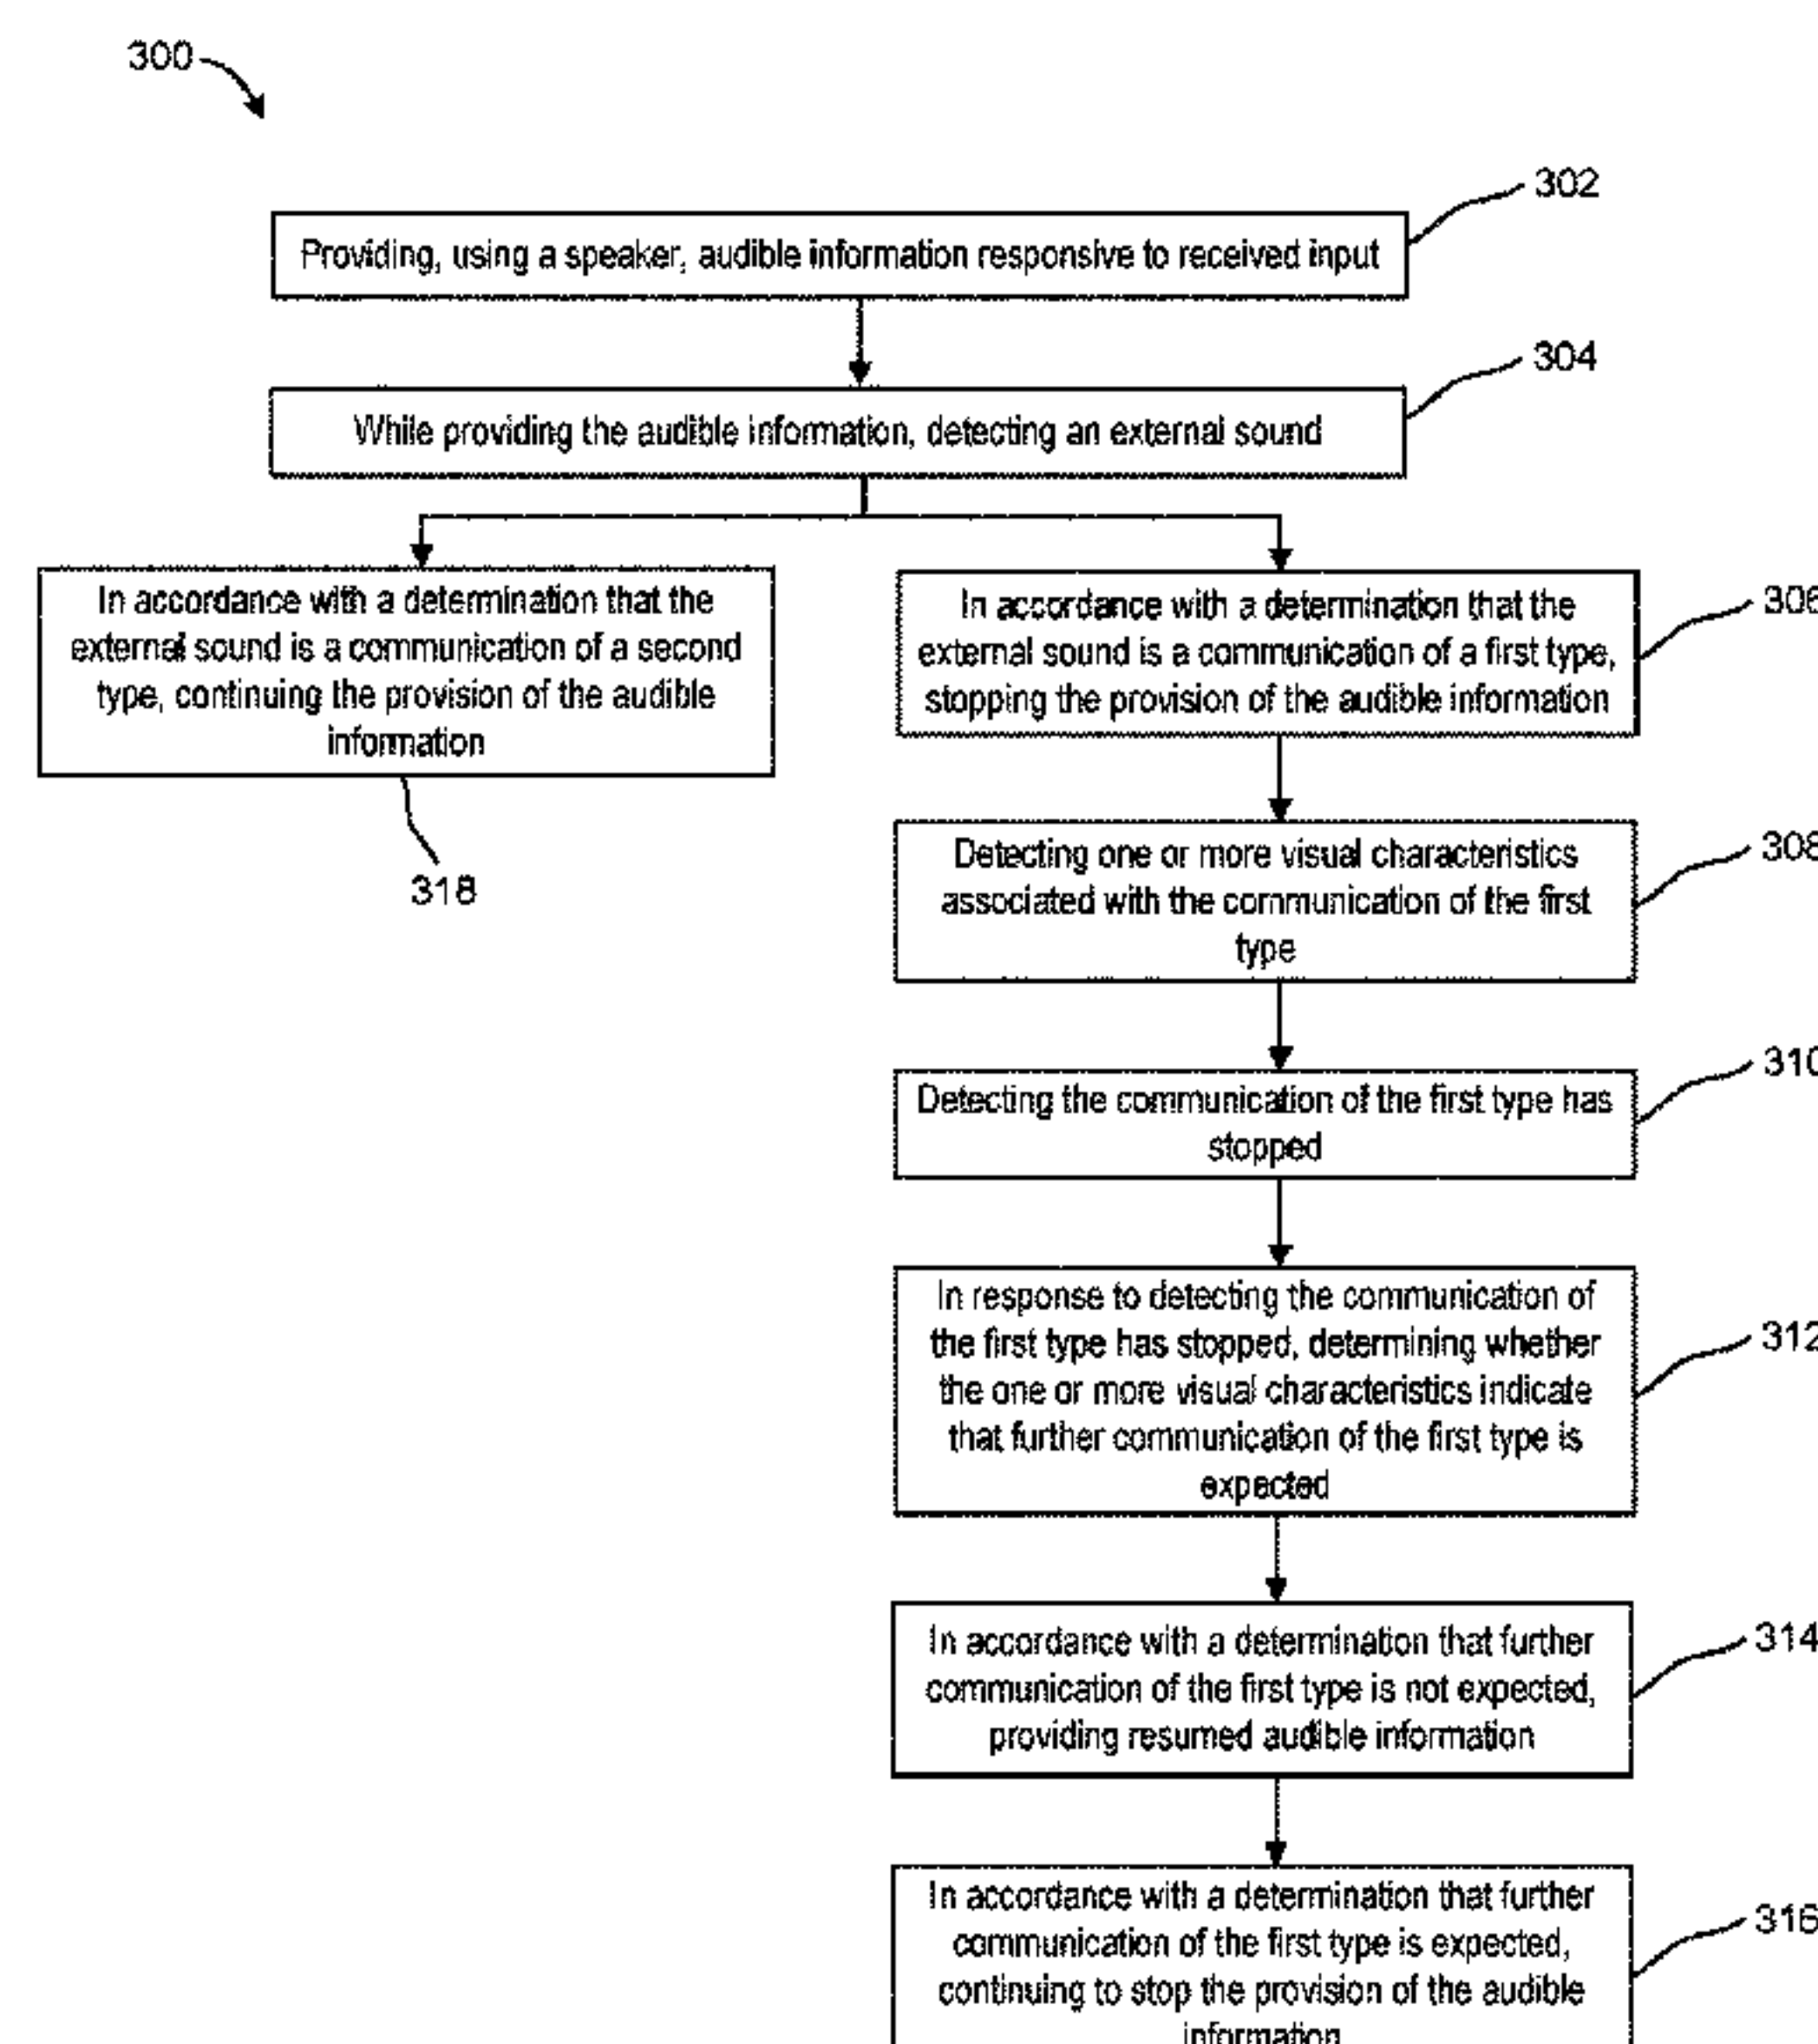 300
302
Providing, using a speaker, audible information responsive to received input
304
While providing the audible information, detecting an external sound
In accordance with a determination that the
external sound is a communication of a second
type, continuing the provision of the audible
information
318
306
In accordance with a determination that the
external sound is a communication of a first type,
stopping the provision of the audible information
308
Detecting one or more visual characteristics
associated with the communication of the first
type
310
Detecting the communication of the first type has
stopped
312
In response to detecting the communication of
the first type has stopped, determining whether
the one or more visual characteristics indicate
that further communication of the first type is
expected
314
In accordance with a determination that further
communication of the first type is not expected,
providing resumed audible information
316
In accordance with a determination that further
communication of the first type is expected,
continuing to stop the provision of the audible
information